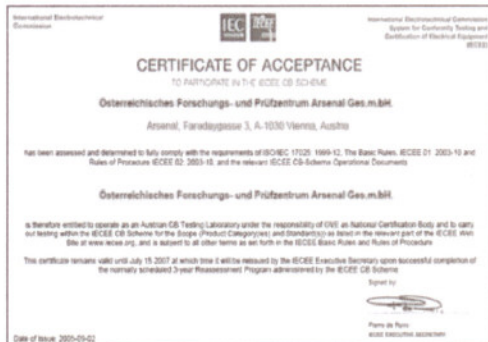 International Electrotechnical
Commission
IEC
IECEE
International Electrotechnical Commission
System for Conformity Testing and
Certification of Electrical Equipment
(IECEE)
CERTIFICATE OF ACCEPTANCE
TO PARTICIPATE IN THE IECEE CB SCHEME
Österreichisches Forschungs- und Prüfzentrum Arsenal Ges.m.bH.
Arsenal, Faradaygasse 3, A-1030 Vienna, Austria
has been assessed and determined to fully comply with the requirements of ISO/IEC 17025: 1999-12, The Basic Rules, IECEE 01: 2003-10 and
Rules of Procedure IECEE 02: 2003-10, and the relevant IECEE CB-Scheme Operational Documents
Österreichisches Forschungs- und Prüfzentrum Arsenal Ges.m.bH.
is therefore entitled to operate as an Austrian CB Testing Laboratory under the responsibility of OVE as National Certification Body and to carry
out testing within the IECEE CB Scheme for the Scope (Product Category(ies) and Standard(s)) as listed in the relevant part of the IECEE Web
Site at www.iecee.org, and is subject to all other terms as set forth in the IECEE Basic Rules and Rules of Procedure
This certificate remains valid until July 15 2007 at which time it will be reissued by the IECEE Executive Secretary upon successful completion of
the normally scheduled 3-year Reassessment Program administered by the IECEE CB Scheme
Signed by:
Pierre de Ruvo
IECEE EXECUTIVE SECRETARY
Date of issue: 2005-09-02